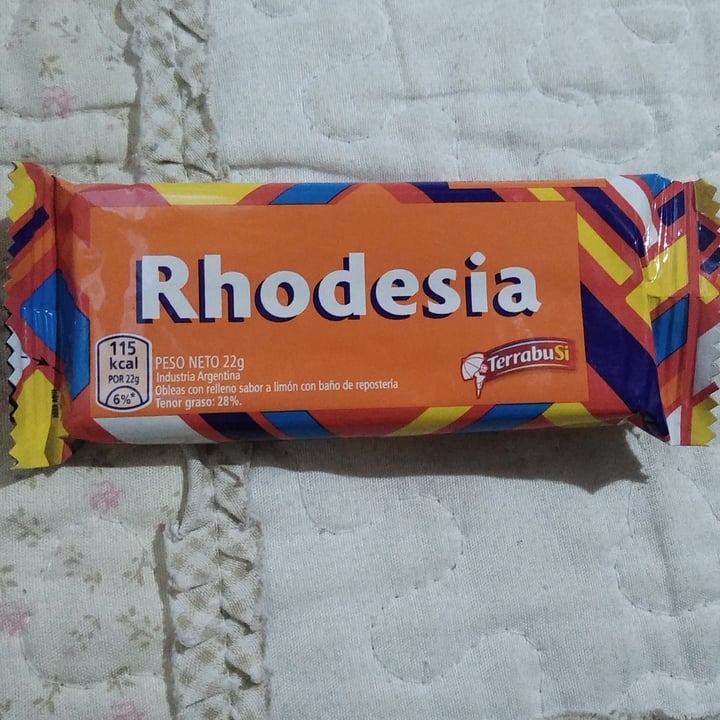 Rhodesia
115
kcal
POR 22g
6%*
PESO NETO 22g
Industria Argentina
Obleas con relleno sabor a limón con baño de repostería
Tenor graso: 28%.
TerrabuSi